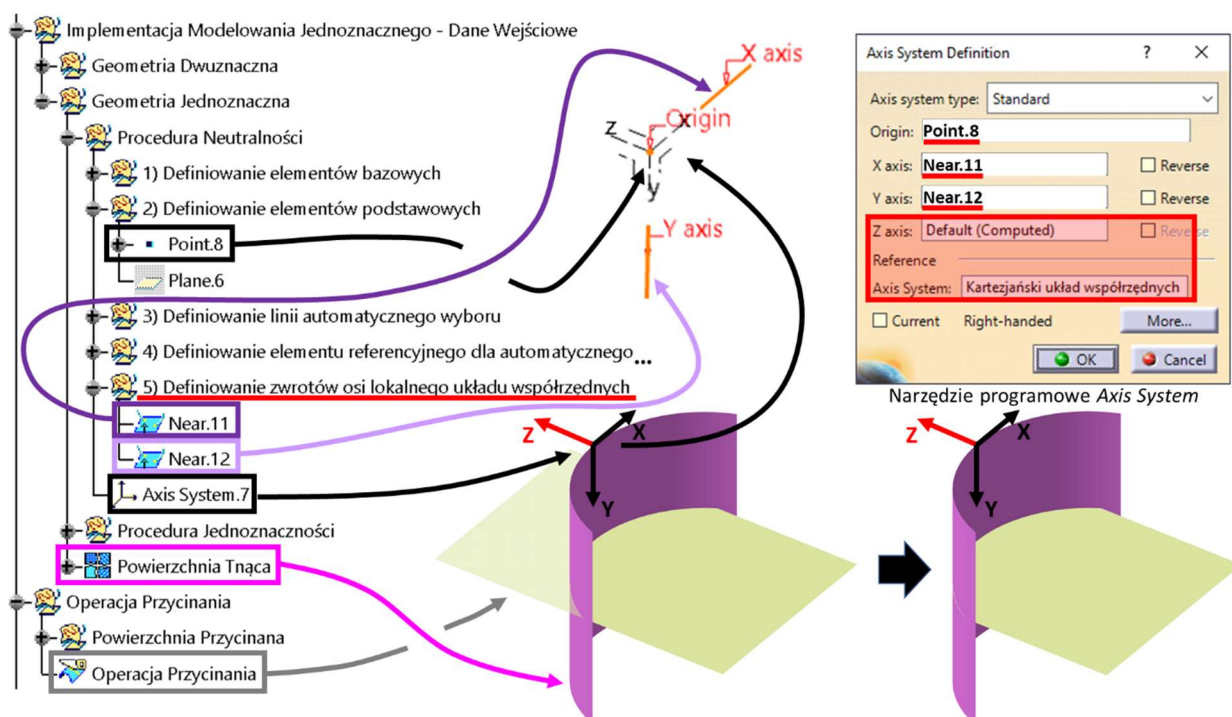 Implementacja Modelowania Jednoznacznego - Dane Wejściowe
Geometria Dwuznaczna
Geometria Jednoznaczna
Procedura Neutralności
1) Definiowanie elementów bazowych
2) Definiowanie elementów podstawowych
Point.8
Plane.6
3) Definiowanie linii automatycznego wyboru
4) Definiowanie elementu referencyjnego dla automatycznego...
5) Definiowanie zwrotów osi lokalnego układu współrzędnych
Near.11
Near.12
Axis System.7
Procedura Jednoznaczności
Powierzchnia Tnąca
Operacja Przycinania
Powierzchnia Przycinana
Operacja Przycinania
X axis
Origin
z
x
y
Y axis
Axis System Definition ? X
Axis system type: Standard
Origin: Point.8
X axis: Near.11 Reverse
Y axis: Near.12 Reverse
Z axis: Default (Computed) Reverse
Reference
Axis System: Kartezjański układ współrzędnych
Current Right-handed More...
OK Cancel
Narzędzie programowe Axis System
Z
X
Y
Z
X
Y